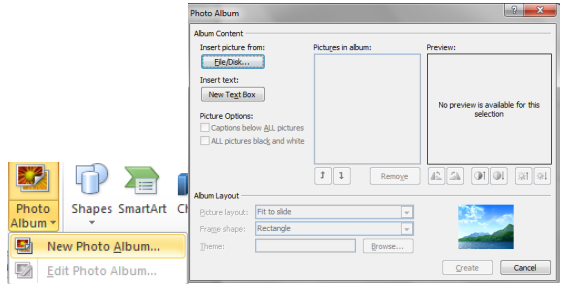 Photo Album
Album Content
Insert picture from:
File/Disk...
Insert text:
New Text Box
Picture Options:
Captions below ALL pictures
ALL pictures black and white
Pictures in album:
Remove
Preview:
No preview is available for this
selection
Album Layout
Picture layout: Fit to slide
Frame shape: Rectangle
Theme: Browse...
Create Cancel
Photo
Album
Shapes SmartArt Ch
New Photo Album...
Edit Photo Album...